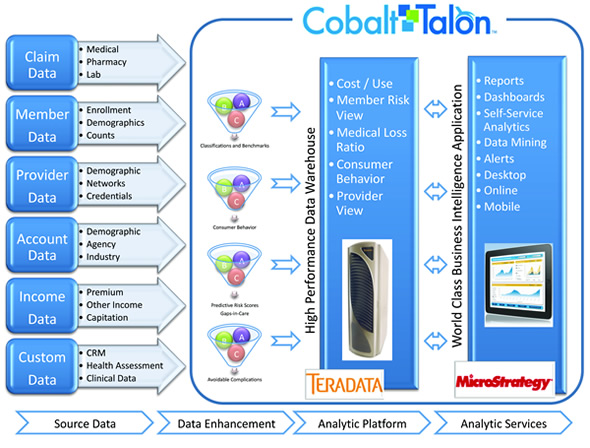 Cobalt Talon™
Claim
Data
• Medical
• Pharmacy
• Lab
Member
Data
• Enrollment
• Demographics
• Counts
Provider
Data
• Demographic
• Networks
• Credentials
Account
Data
• Demographic
• Agency
• Industry
Income
Data
• Premium
• Other Income
• Capitation
Custom
Data
• CRM
• Health Assessment
• Clinical Data
A
C
Classifications and Benchmarks
A
C
Consumer Behavior
A
C
Predictive Risk Scores
Gaps-in-Care
A
C
Avoidable Complications
High Performance Data Warehouse
• Cost / Use
• Member Risk
View
• Medical Loss
Ratio
• Consumer
Behavior
• Provider
View
TERADATA
World Class Business Intelligence Application
• Reports
• Dashboards
• Self-Service
Analytics
• Data Mining
• Alerts
• Desktop
• Online
• Mobile
MicroStrategy™
Source Data
Data Enhancement
Analytic Platform
Analytic Services